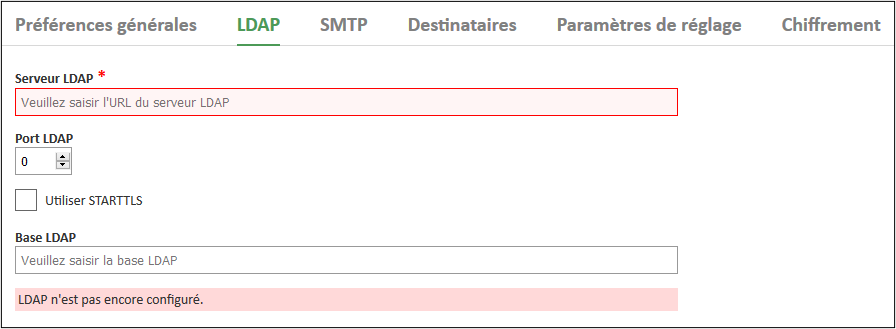 Préférences générales LDAP SMTP Destinataires Paramètres de réglage Chiffrement
Serveur LDAP *
Veuillez saisir l'URL du serveur LDAP
Port LDAP
0
Utiliser STARTTLS
Base LDAP
Veuillez saisir la base LDAP
LDAP n'est pas encore configuré.